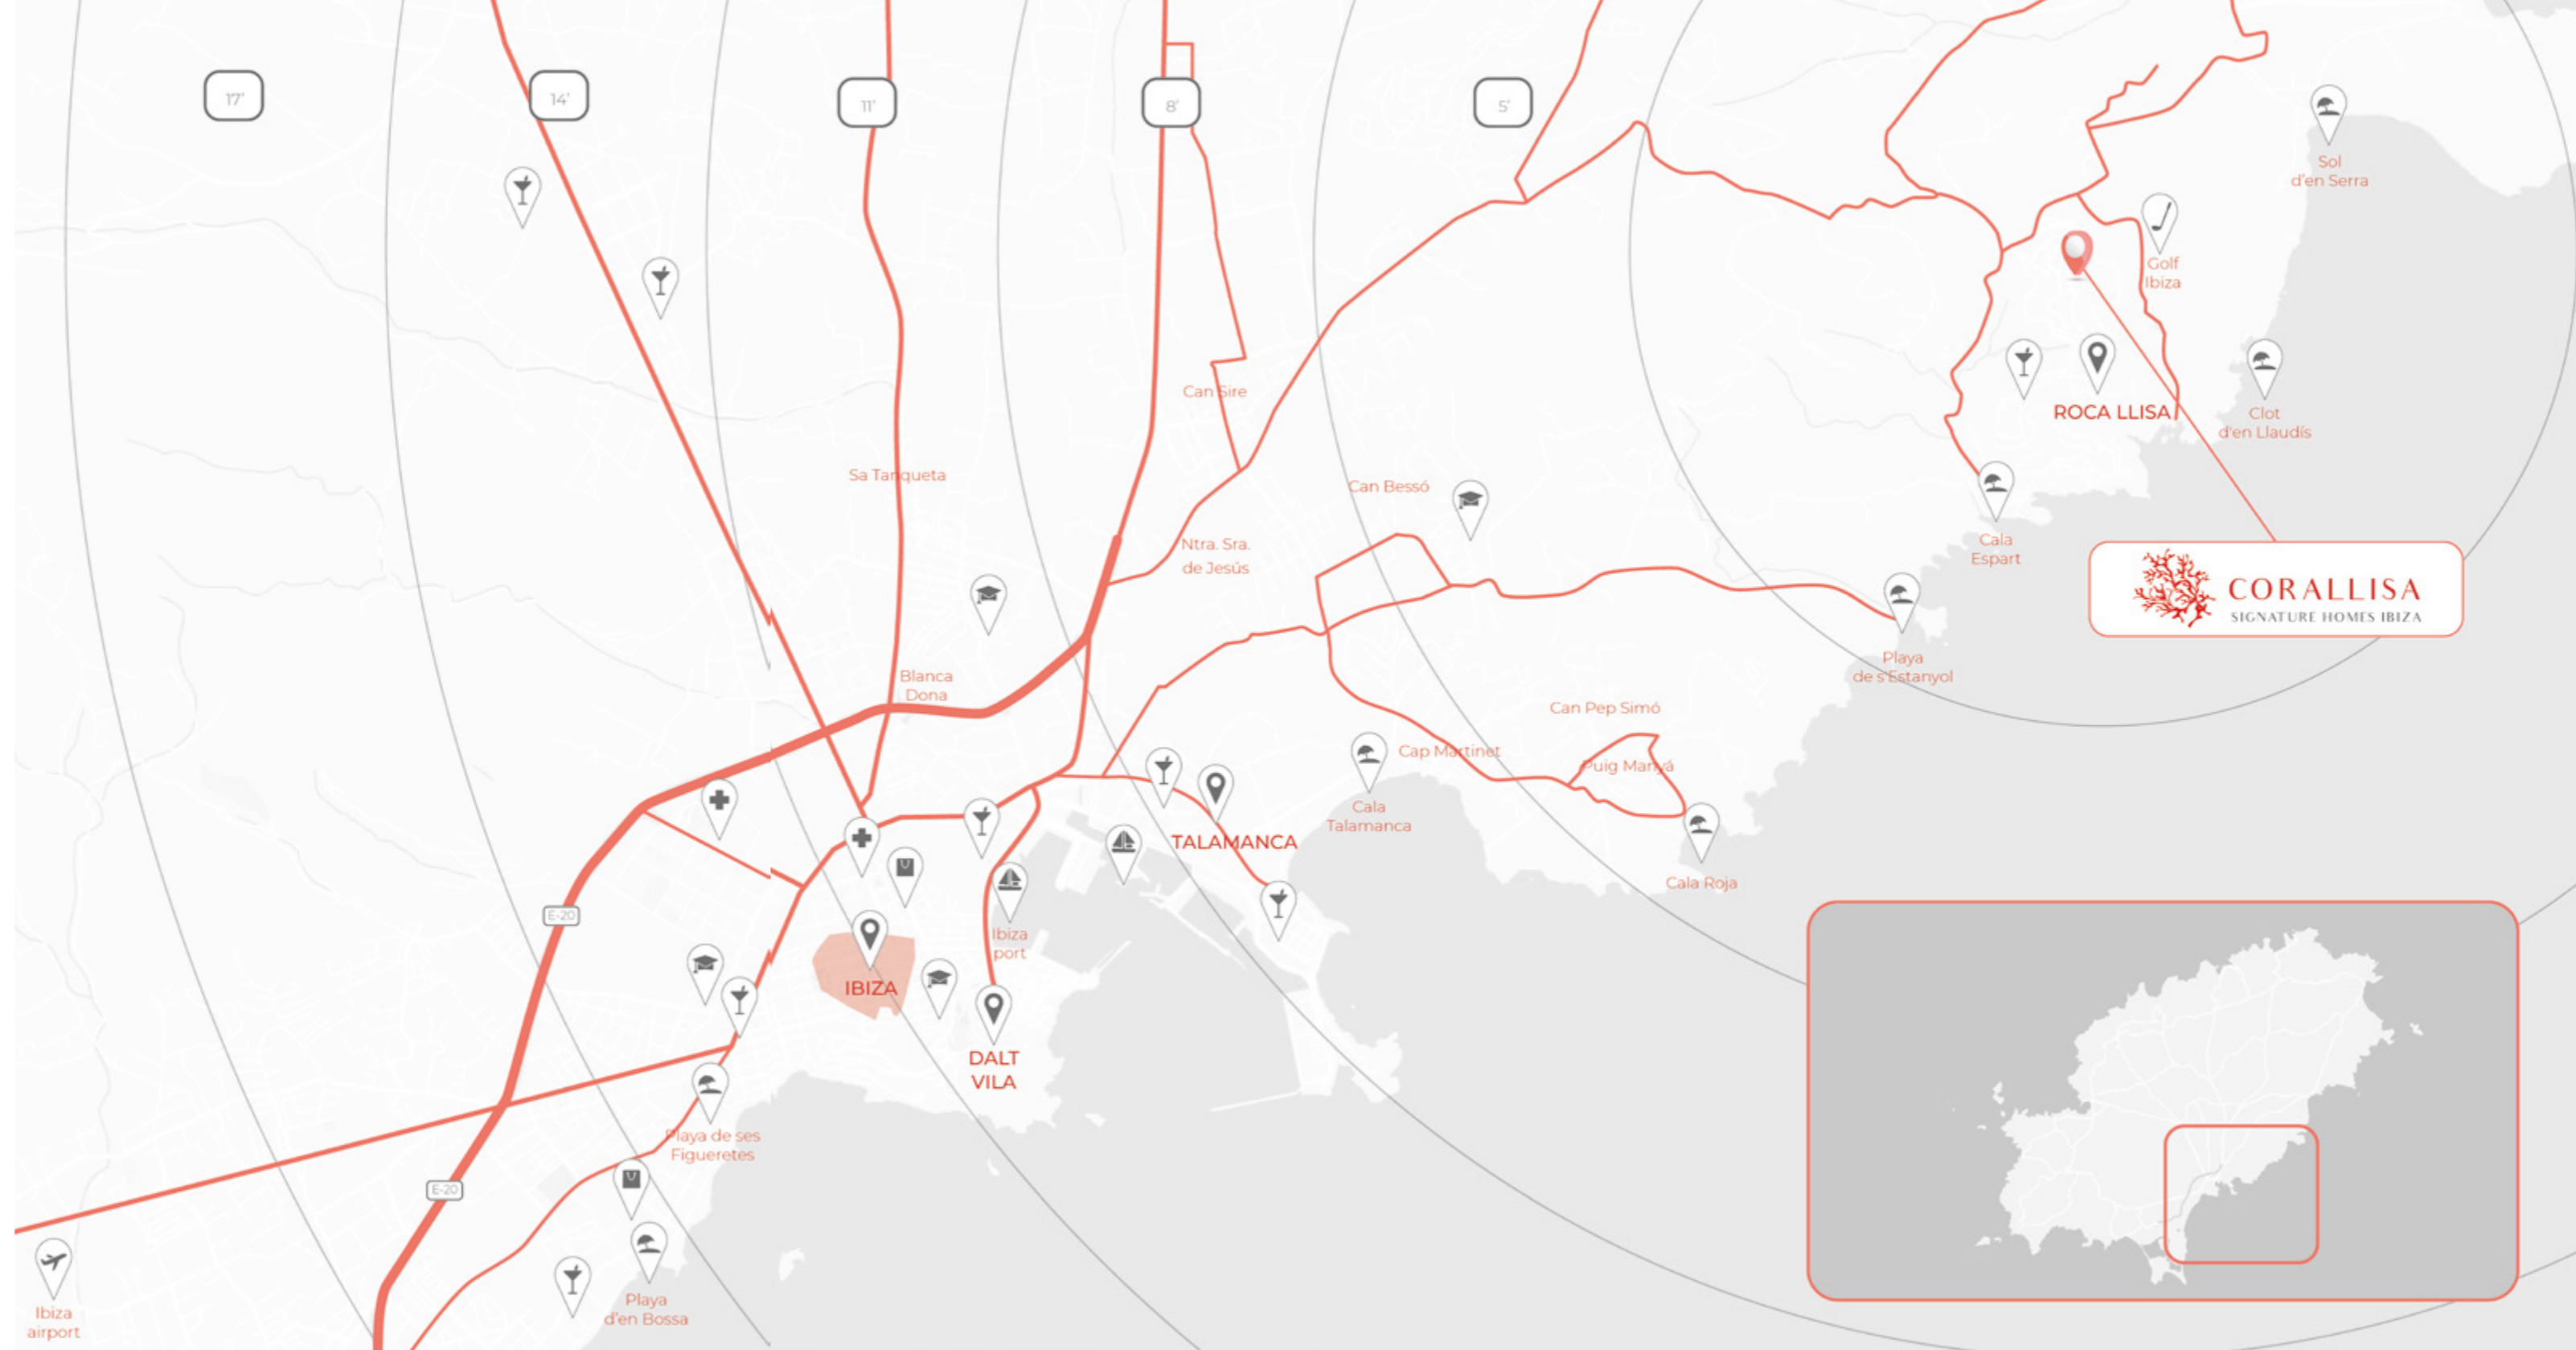 17’
14’
11’
8’
5’
Sol
d’en Serra
Golf
Ibiza
Can Sire
ROCA LLISA
Clot
d’en Llaudís
Sa Tanqueta
Can Bessó
Ntra. Sra.
de Jesús
Cala
Espart
CORALLISA
SIGNATURE HOMES IBIZA
Blanca
Dona
Playa
de s’Estanyol
Can Pep Simó
Cap Martinet
Puig Manyá
Cala
Talamanca
TALAMANCA
Cala Roja
E-20
Ibiza
port
IBIZA
DALT
VILA
Playa de ses
Figueretes
E-20
Playa
d’en Bossa
Ibiza
airport